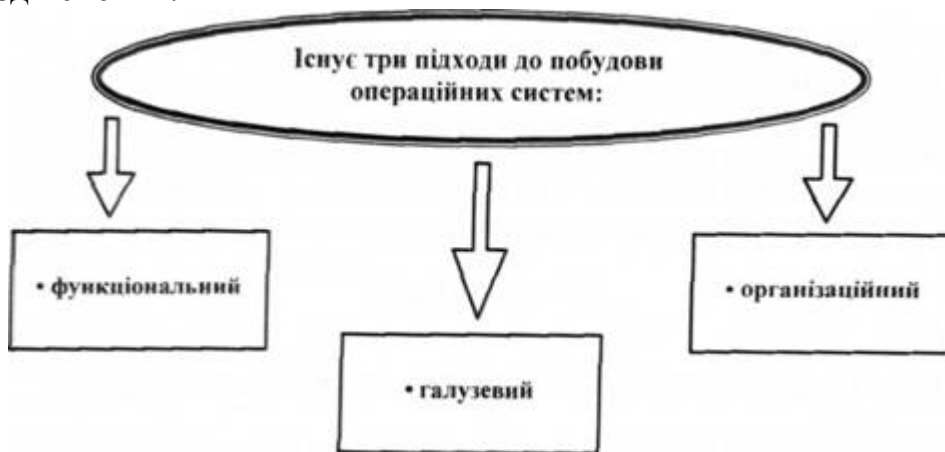 Існує три підходи до побудови
операційних систем:
• функціональний
• організаційний
• галузевий